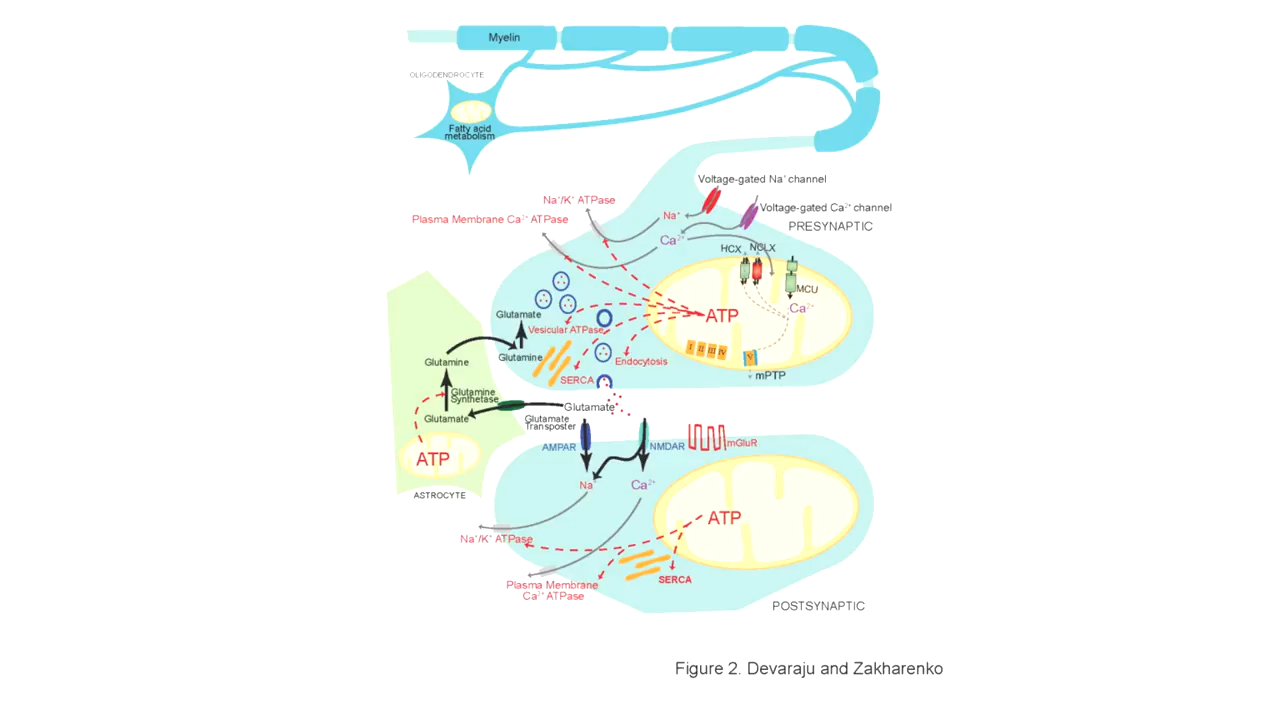 Myelin
OLIGODENDROCYTE
Fatty acid
metabolism
Voltage-gated Na⁺ channel
Na⁺/K⁺ ATPase
Voltage-gated Ca²⁺ channel
Plasma Membrane Ca²⁺ ATPase
Na⁺
PRESYNAPTIC
Ca²⁺
HCX
NCLX
MCU
Ca²⁺
Glutamate
ATP
Vesicular ATPase
I II III IV
V
Glutamine
Endocytosis
Glutamine
mPTP
SERCA
Glutamine
Synthetase
Glutamate
Glutamate
Glutamate
Transposter
AMPAR
NMDAR
mGluR
ATP
Na⁺
Ca²⁺
ASTROCYTE
ATP
Na⁺/K⁺ ATPase
SERCA
Plasma Membrane
Ca²⁺ ATPase
POSTSYNAPTIC
Figure 2. Devaraju and Zakharenko